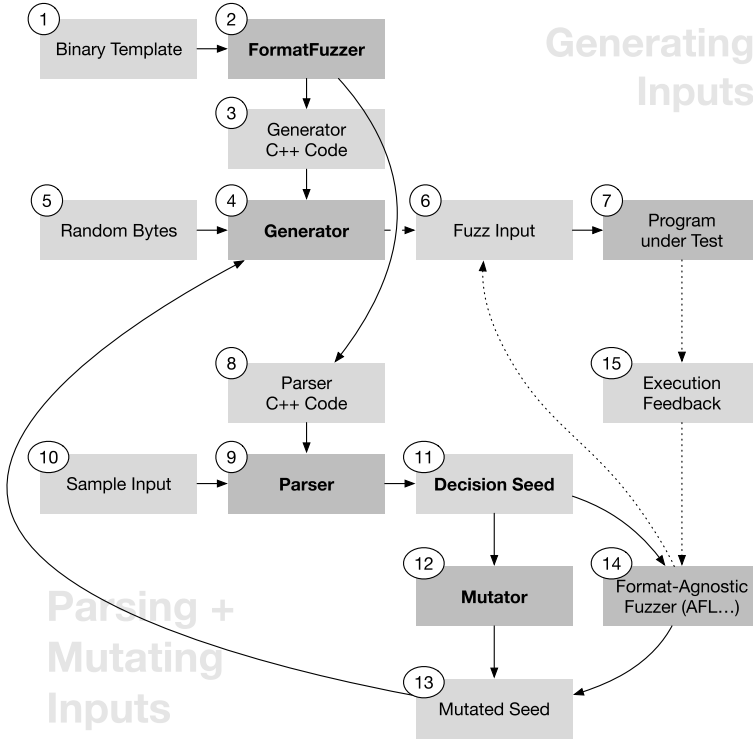 1
Binary Template
2
FormatFuzzer
Generating
Inputs
3
Generator
C++ Code
5
Random Bytes
4
Generator
6
Fuzz Input
7
Program
under Test
8
Parser
C++ Code
15
Execution
Feedback
10
Sample Input
9
Parser
11
Decision Seed
12
Mutator
14
Format-Agnostic
Fuzzer (AFL…)
Parsing +
Mutating
Inputs
13
Mutated Seed